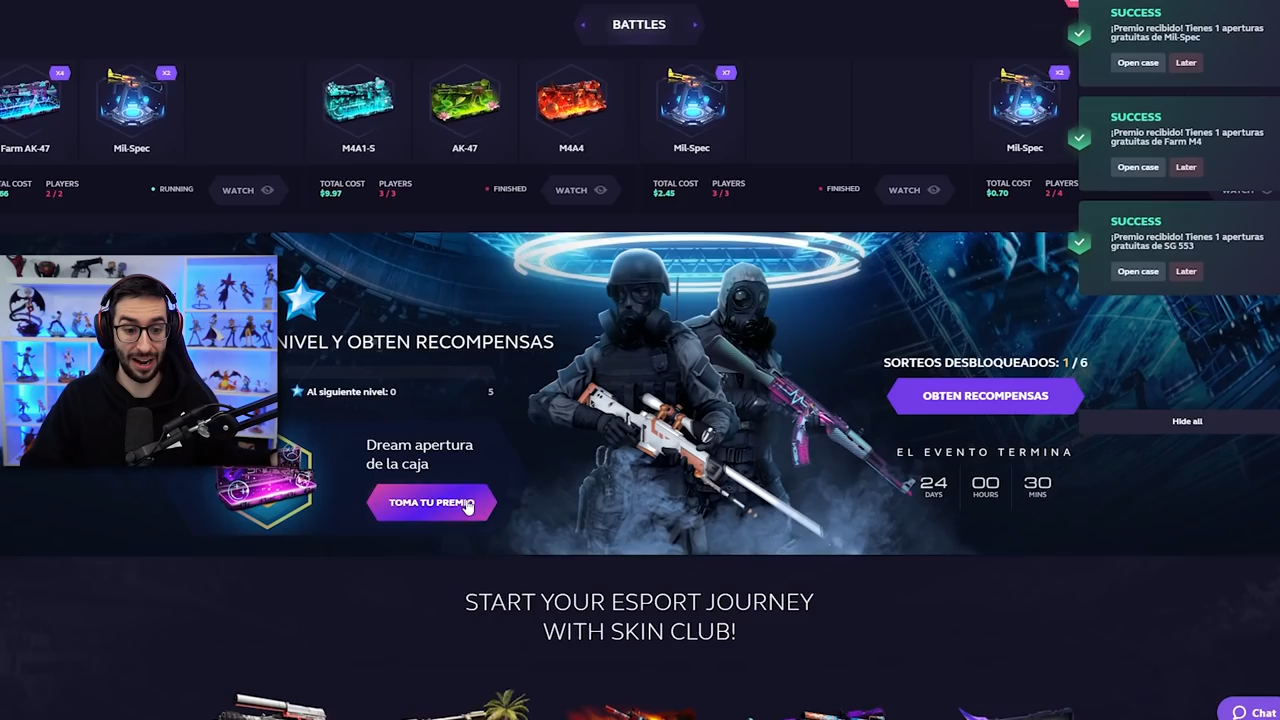 BATTLES
X4
X2
X7
X2
Farm AK-47
Mil-Spec
M4A1-S
AK-47
M4A4
Mil-Spec
Mil-Spec
TOTAL COST
PLAYERS
2 / 2
RUNNING
WATCH
TOTAL COST
$9.97
PLAYERS
3 / 3
FINISHED
WATCH
TOTAL COST
$2.45
PLAYERS
3 / 3
FINISHED
WATCH
TOTAL COST
$0.70
PLAYERS
2 / 4
WATCH
SUCCESS
¡Premio recibido! Tienes 1 aperturas
gratuitas de Mil-Spec
Open case
Later
SUCCESS
¡Premio recibido! Tienes 1 aperturas
gratuitas de Farm M4
Open case
Later
SUCCESS
¡Premio recibido! Tienes 1 aperturas
gratuitas de SG 553
Open case
Later
Hide all
NIVEL Y OBTEN RECOMPENSAS
Al siguiente nivel: 0
5
Dream apertura
de la caja
TOMA TU PREMIO
SORTEOS DESBLOQUEADOS: 1 / 6
OBTEN RECOMPENSAS
EL EVENTO TERMINA
24
DAYS
00
HOURS
30
MINS
START YOUR ESPORT JOURNEY
WITH SKIN CLUB!
Chat